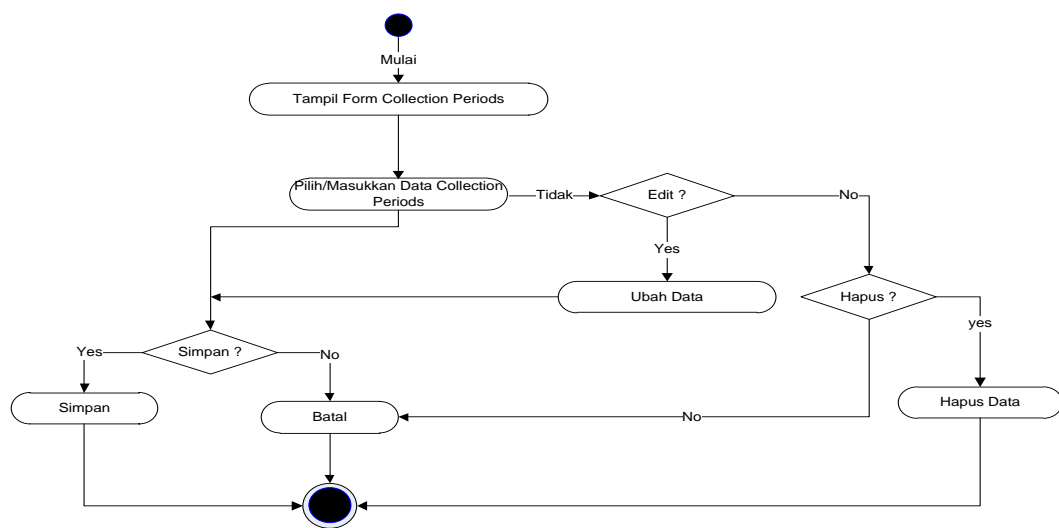 Mulai
Tampil Form Collection Periods
Pilih/Masukkan Data Collection
Periods
Tidak
Edit ?
No
Yes
Ubah Data
Hapus ?
yes
Simpan ?
Yes
No
Simpan
Batal
No
Hapus Data